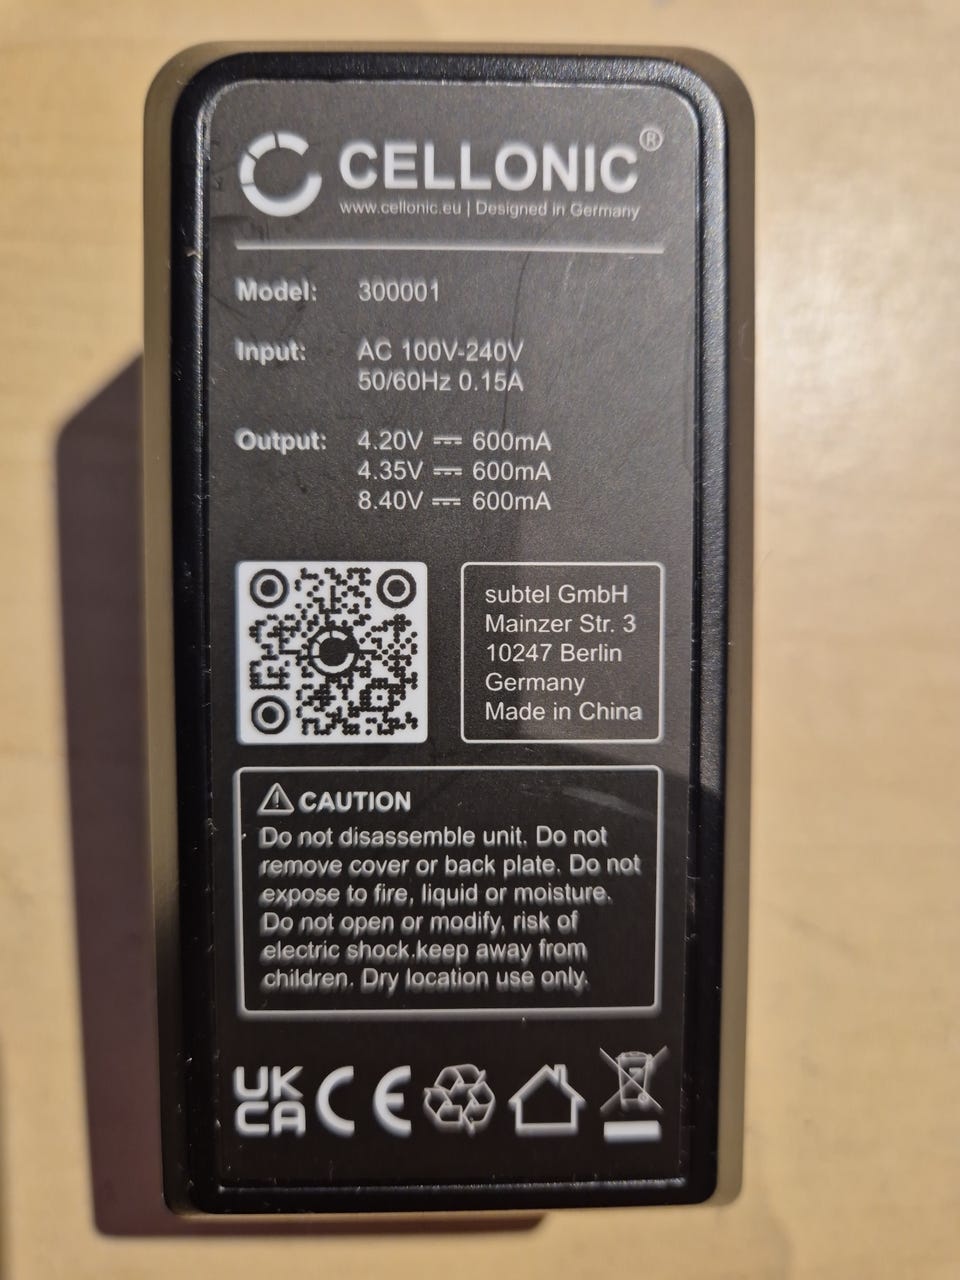 CELLONIC®
www.cellonic.eu | Designed in Germany
Model: 300001
Input: AC 100V-240V
50/60Hz 0.15A
Output: 4.20V ⎓ 600mA
4.35V ⎓ 600mA
8.40V ⎓ 600mA
subtel GmbH
Mainzer Str. 3
10247 Berlin
Germany
Made in China
CAUTION
Do not disassemble unit. Do not
remove cover or back plate. Do not
expose to fire, liquid or moisture.
Do not open or modify, risk of
electric shock.keep away from
children. Dry location use only.
UK
CA CE